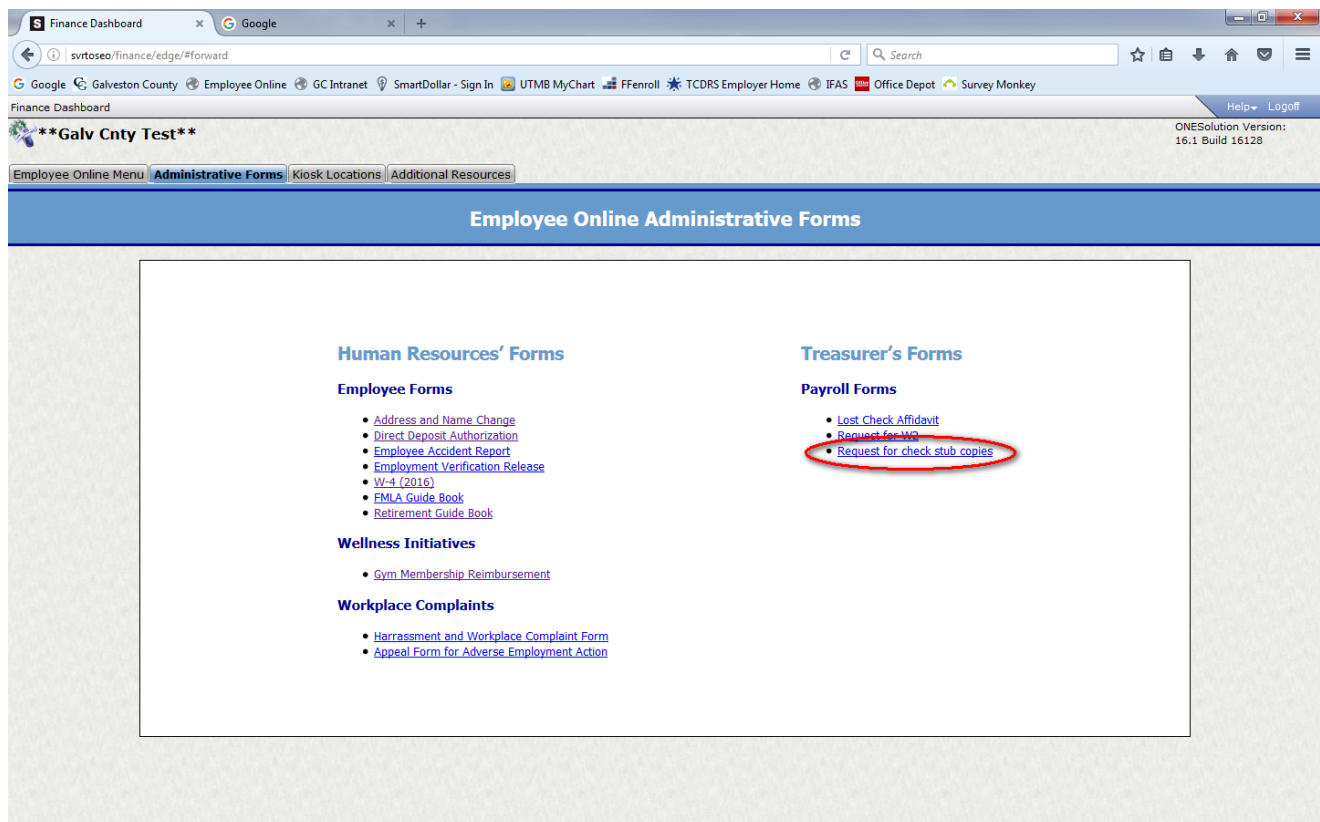 Finance Dashboard
Google
svrtoseo/finance/edge/#forward
Search
Google Galveston County Employee Online GC Intranet SmartDollar - Sign In UTMB MyChart FFenroll TCDRS Employer Home IFAS Office Depot Survey Monkey
Finance Dashboard
Help Logoff
**Galv Cnty Test**
ONESolution Version:
16.1 Build 16128
Employee Online Menu Administrative Forms Kiosk Locations Additional Resources
Employee Online Administrative Forms
Human Resources’ Forms
Employee Forms
• Address and Name Change
• Direct Deposit Authorization
• Employee Accident Report
• Employment Verification Release
• W-4 (2016)
• FMLA Guide Book
• Retirement Guide Book
Wellness Initiatives
• Gym Membership Reimbursement
Workplace Complaints
• Harrassment and Workplace Complaint Form
• Appeal Form for Adverse Employment Action
Treasurer’s Forms
Payroll Forms
• Lost Check Affidavit
• Request for W2
• Request for check stub copies